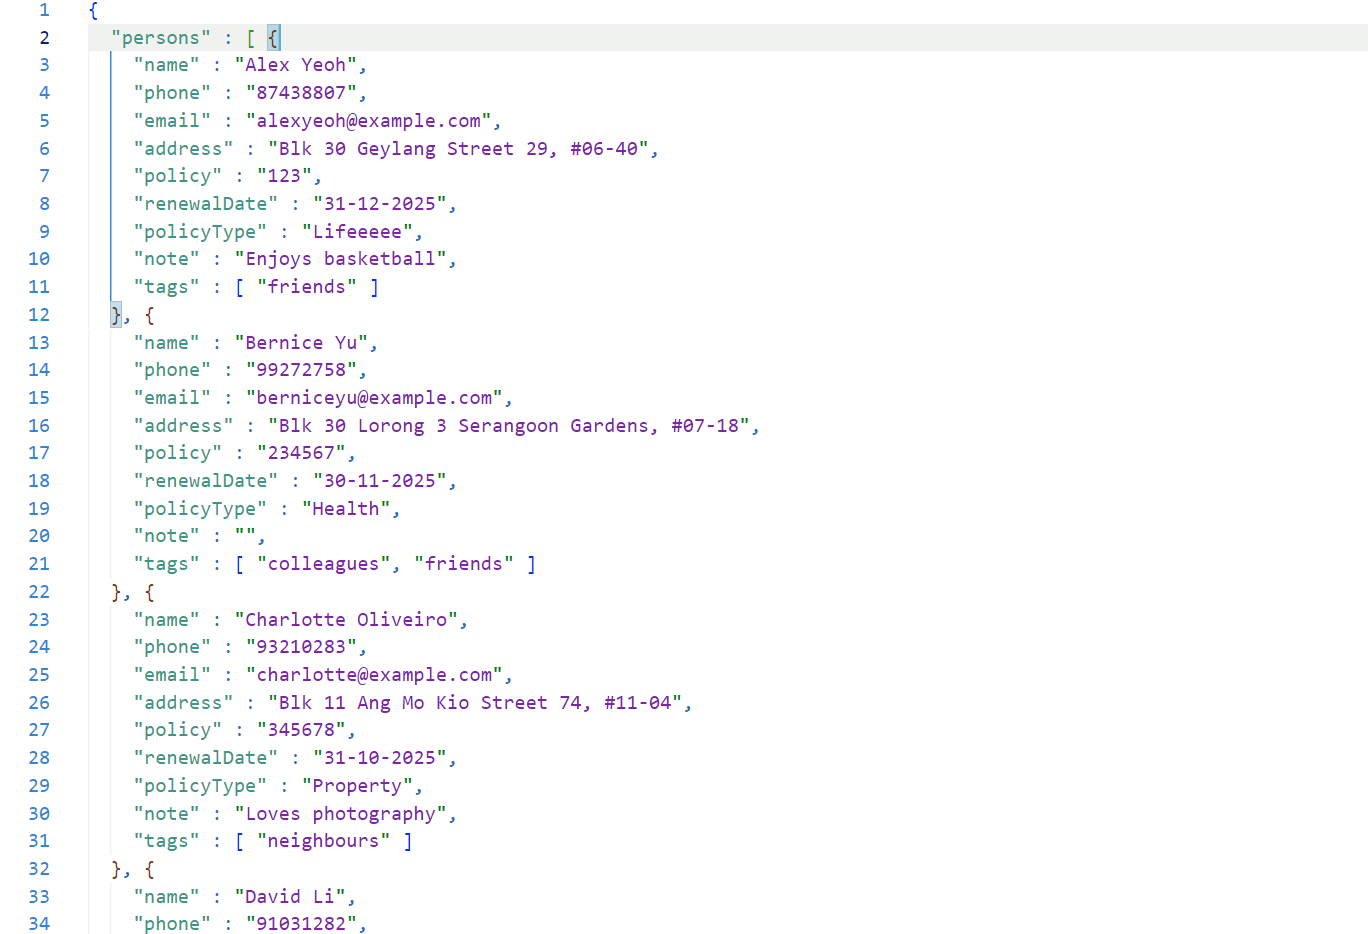 1 {
2 "persons" : [ {
3 "name" : "Alex Yeoh",
4 "phone" : "87438807",
5 "email" : "alexyeoh@example.com",
6 "address" : "Blk 30 Geylang Street 29, #06-40",
7 "policy" : "123",
8 "renewalDate" : "31-12-2025",
9 "policyType" : "Lifeeeee",
10 "note" : "Enjoys basketball",
11 "tags" : [ "friends" ]
12 }, {
13 "name" : "Bernice Yu",
14 "phone" : "99272758",
15 "email" : "berniceyu@example.com",
16 "address" : "Blk 30 Lorong 3 Serangoon Gardens, #07-18",
17 "policy" : "234567",
18 "renewalDate" : "30-11-2025",
19 "policyType" : "Health",
20 "note" : "",
21 "tags" : [ "colleagues", "friends" ]
22 }, {
23 "name" : "Charlotte Oliveiro",
24 "phone" : "93210283",
25 "email" : "charlotte@example.com",
26 "address" : "Blk 11 Ang Mo Kio Street 74, #11-04",
27 "policy" : "345678",
28 "renewalDate" : "31-10-2025",
29 "policyType" : "Property",
30 "note" : "Loves photography",
31 "tags" : [ "neighbours" ]
32 }, {
33 "name" : "David Li",
34 "phone" : "91031282",